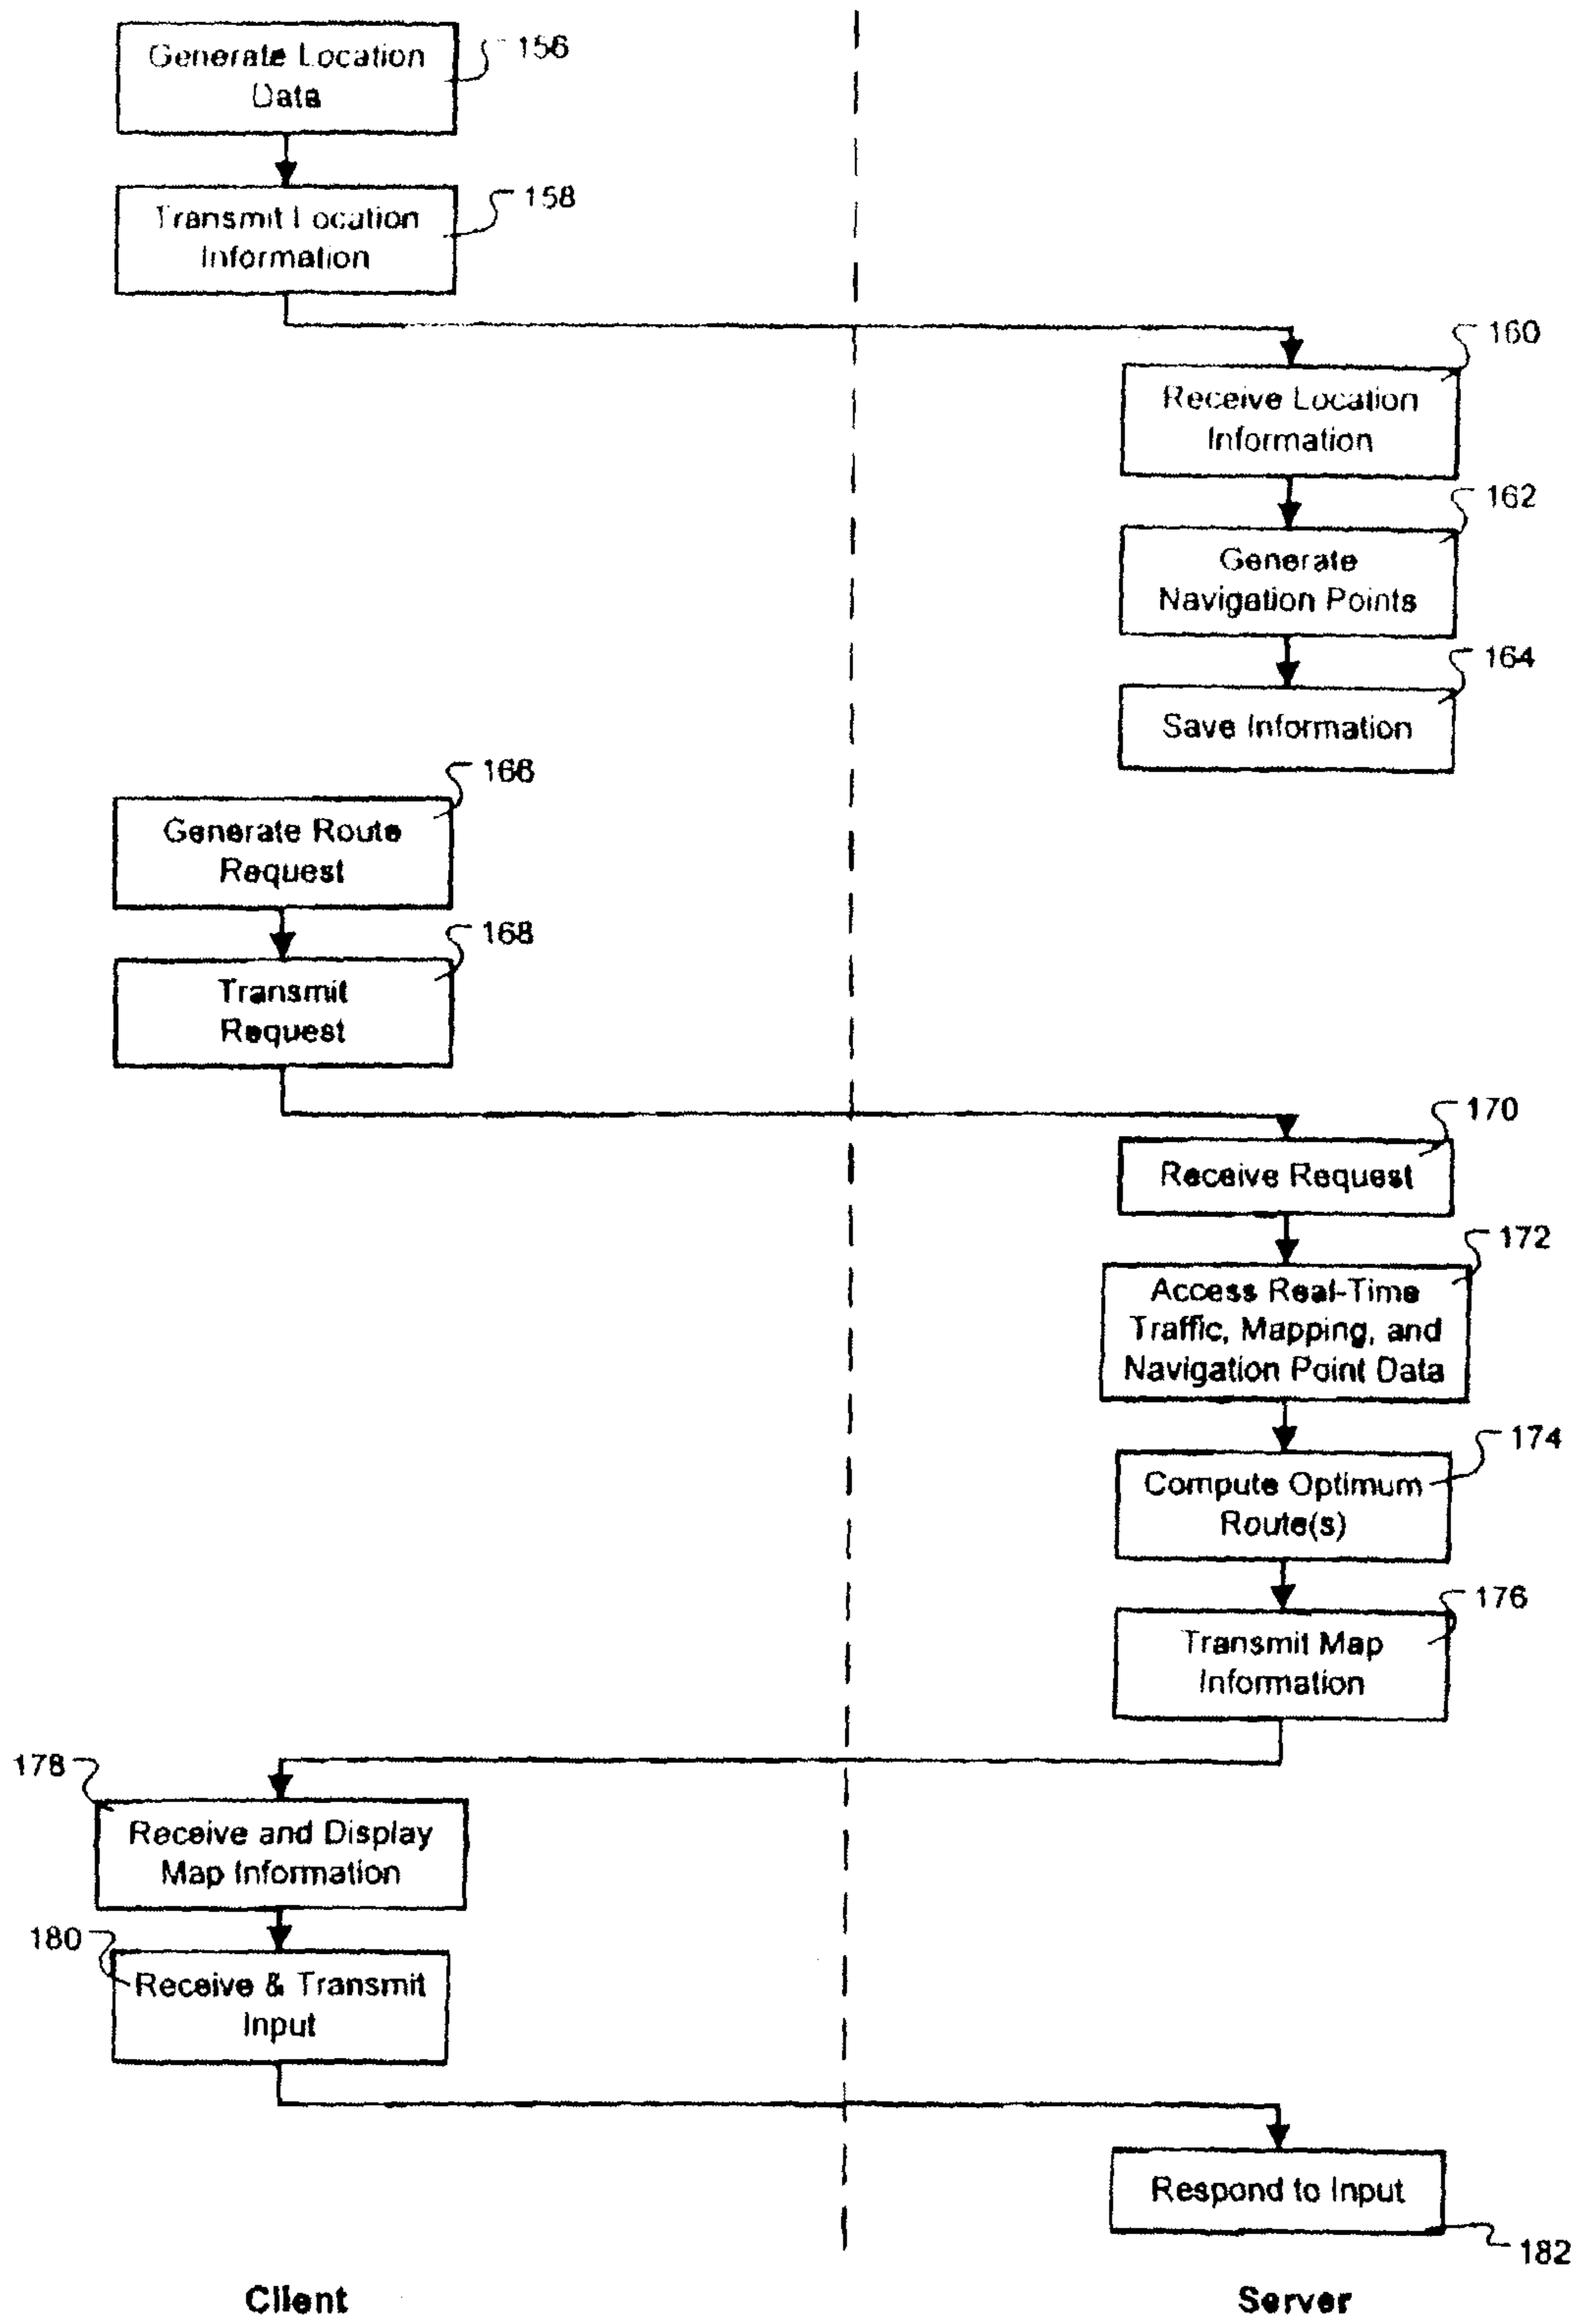 Generate Location
Data
156
Transmit Location
Information
158
160
Receive Location
Information
162
Generate
Navigation Points
164
Save Information
166
Generate Route
Request
168
Transmit
Request
170
Receive Request
172
Access Real-Time
Traffic, Mapping, and
Navigation Point Data
174
Compute Optimum
Route(s)
176
Transmit Map
Information
178
Receive and Display
Map Information
180
Receive & Transmit
Input
Respond to Input
182
Client
Server